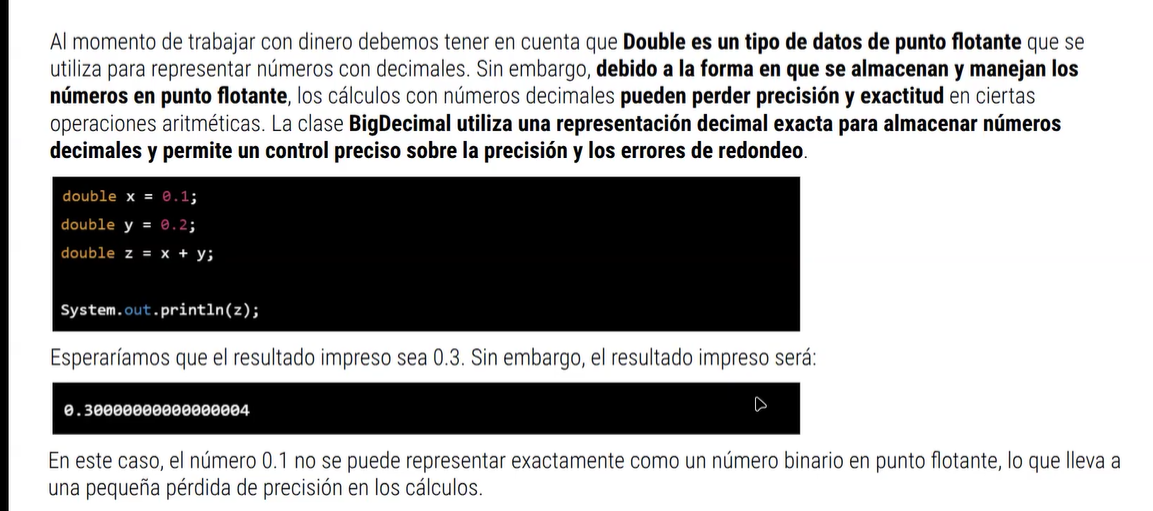 Al momento de trabajar con dinero debemos tener en cuenta que Double es un tipo de datos de punto flotante que se
utiliza para representar números con decimales. Sin embargo, debido a la forma en que se almacenan y manejan los
números en punto flotante, los cálculos con números decimales pueden perder precisión y exactitud en ciertas
operaciones aritméticas. La clase BigDecimal utiliza una representación decimal exacta para almacenar números
decimales y permite un control preciso sobre la precisión y los errores de redondeo.
double x = 0.1;
double y = 0.2;
double z = x + y;
System.out.println(z);
Esperaríamos que el resultado impreso sea 0.3. Sin embargo, el resultado impreso será:
0.30000000000000004
En este caso, el número 0.1 no se puede representar exactamente como un número binario en punto flotante, lo que lleva a
una pequeña pérdida de precisión en los cálculos.